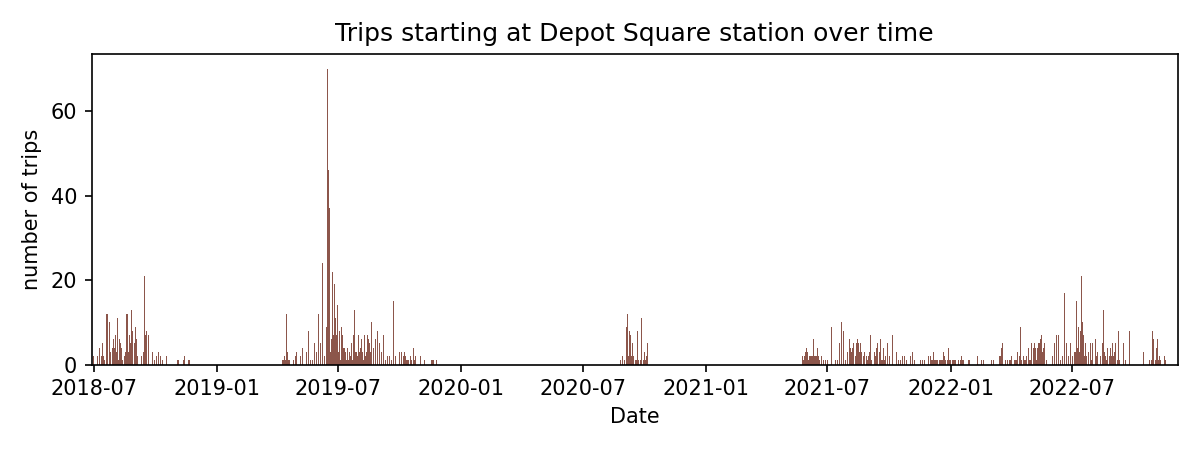 Trips starting at Depot Square station over time
number of trips
60
40
20
0
2018-07 2019-01 2019-07 2020-01 2020-07 2021-01 2021-07 2022-01 2022-07
Date